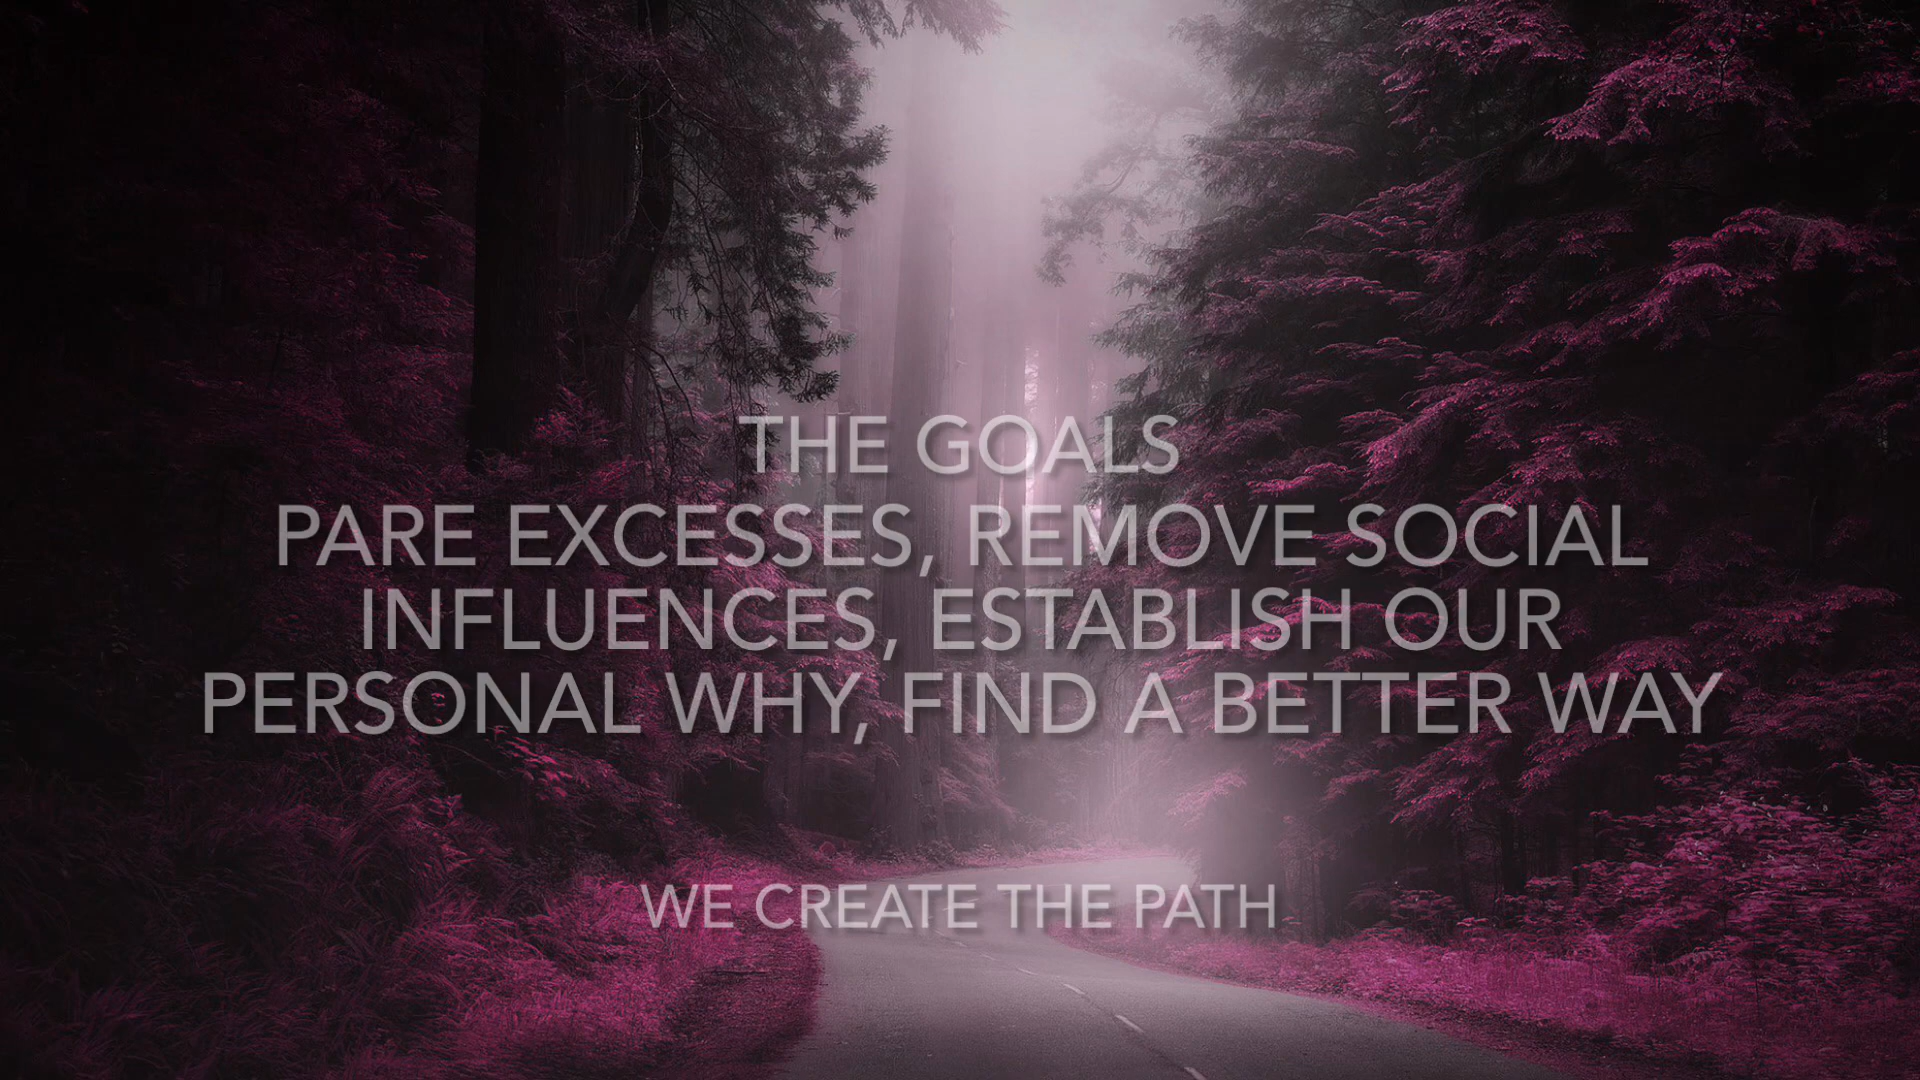 THE GOALS
PARE EXCESSES, REMOVE SOCIAL
INFLUENCES, ESTABLISH OUR
PERSONAL WHY, FIND A BETTER WAY
WE CREATE THE PATH